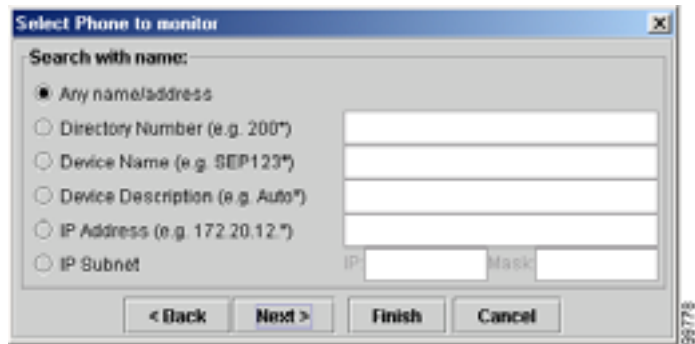 Select Phone to monitor
Search with name:
Any name/address
Directory Number (e.g. 200*)
Device Name (e.g. SEP123*)
Device Description (e.g. Auto*)
IP Address (e.g. 172.20.12.*)
IP Subnet IP: Mask:
< Back Next > Finish Cancel
99778